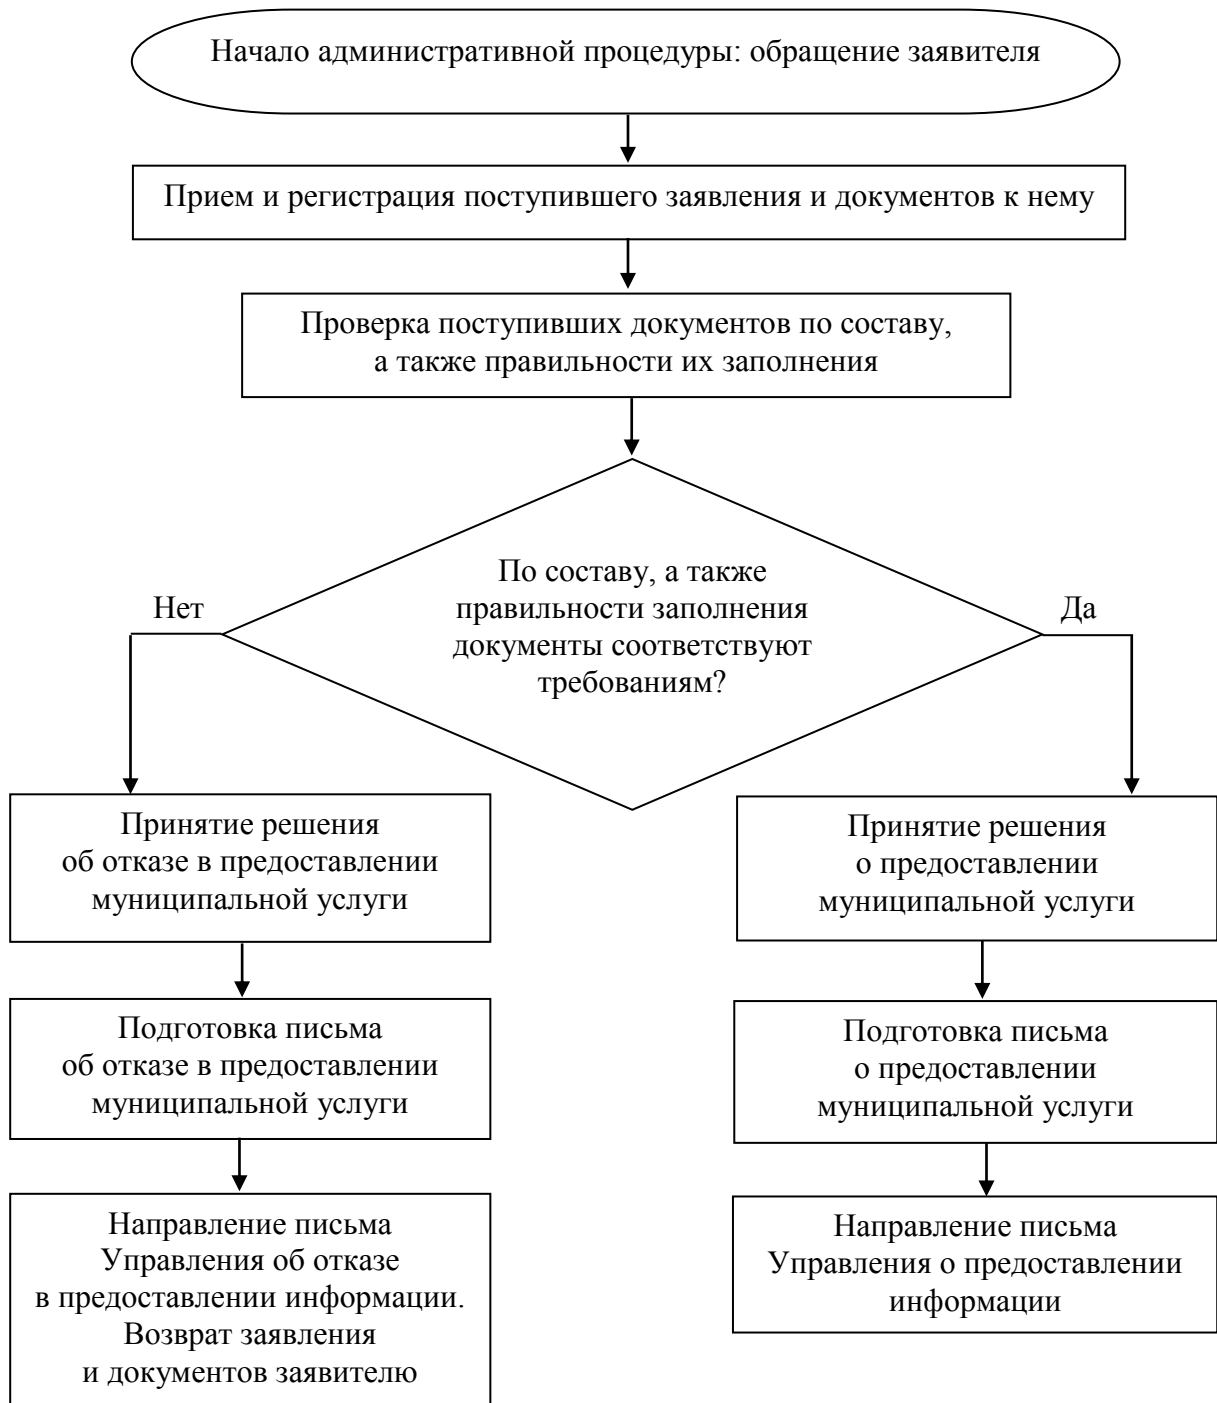 Начало административной процедуры: обращение заявителя
Прием и регистрация поступившего заявления и документов к нему
Проверка поступивших документов по составу,
а также правильности их заполнения
По составу, а также
правильности заполнения
документы соответствуют
требованиям?
Нет
Да
Принятие решения
об отказе в предоставлении
муниципальной услуги
Подготовка письма
об отказе в предоставлении
муниципальной услуги
Направление письма
Управления об отказе
в предоставлении информации.
Возврат заявления
и документов заявителю
Принятие решения
о предоставлении
муниципальной услуги
Подготовка письма
о предоставлении
муниципальной услуги
Направление письма
Управления о предоставлении
информации